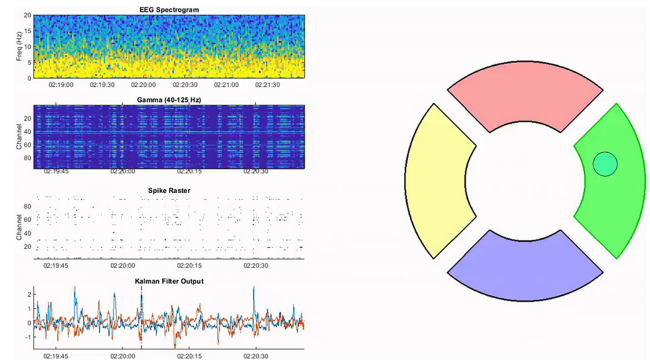 EEG Spectrogram
20
15
10
5
0
Freq (Hz)
02:19:00 02:19:30 02:20:00 02:20:30 02:21:00 02:21:30
Gamma (40-125 Hz)
20
40
60
80
Channel
02:19:45 02:20:00 02:20:15 02:20:30
Spike Raster
80
60
40
20
Channel
02:19:45 02:20:00 02:20:15 02:20:30
Kalman Filter Output
2
1
0
-1
02:19:45 02:20:00 02:20:15 02:20:30